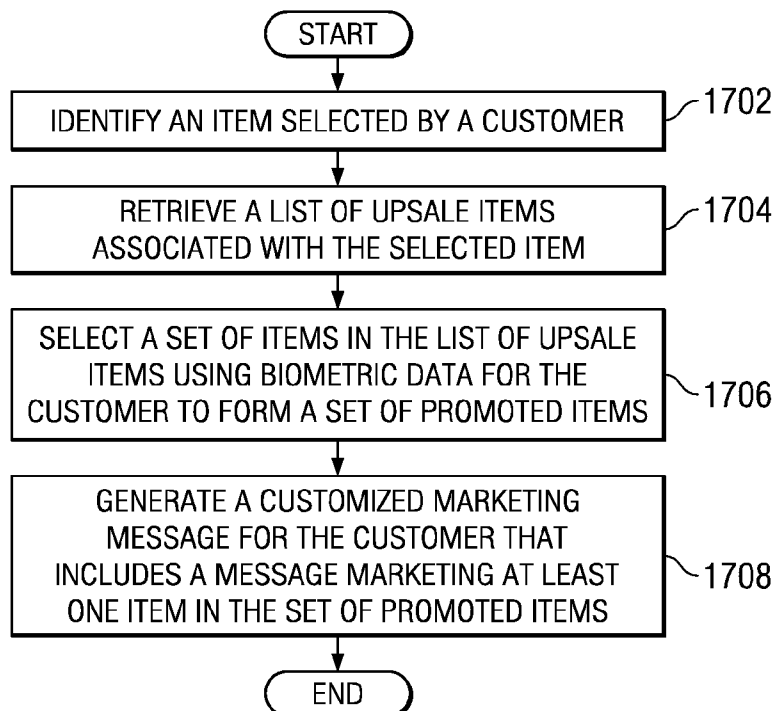 START
IDENTIFY AN ITEM SELECTED BY A CUSTOMER
1702
RETRIEVE A LIST OF UPSALE ITEMS
ASSOCIATED WITH THE SELECTED ITEM
1704
SELECT A SET OF ITEMS IN THE LIST OF UPSALE
ITEMS USING BIOMETRIC DATA FOR THE
CUSTOMER TO FORM A SET OF PROMOTED ITEMS
1706
GENERATE A CUSTOMIZED MARKETING
MESSAGE FOR THE CUSTOMER THAT
INCLUDES A MESSAGE MARKETING AT LEAST
ONE ITEM IN THE SET OF PROMOTED ITEMS
1708
END